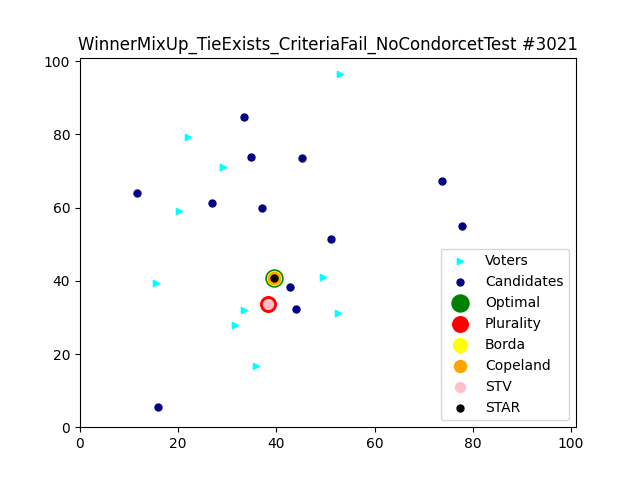 WinnerMixUp_TieExists_CriteriaFail_NoCondorcetTest #3021
100
80
60
40
20
0
Voters
Candidates
Optimal
Plurality
Borda
Copeland
STV
STAR
0 20 40 60 80 100